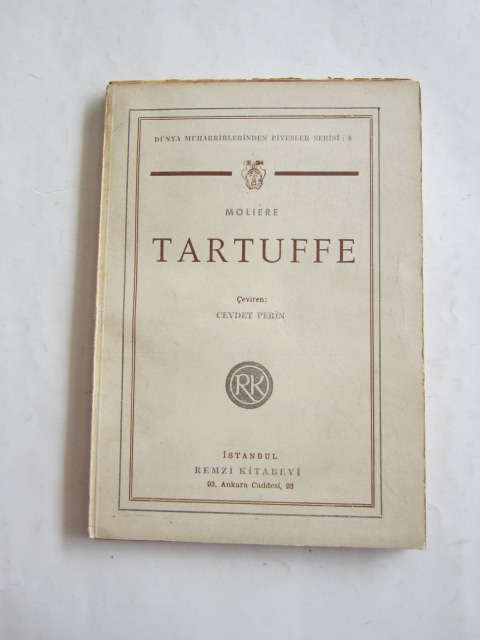 DÜNYA MUHARRİRLERİNDEN PİYESLER SERİSİ : 8
MOLIÈRE
TARTUFFE
Çeviren:
CEVDET PERİN
RK
İSTANBUL
REMZİ KİTABEVİ
93, Ankara Caddesi, 93